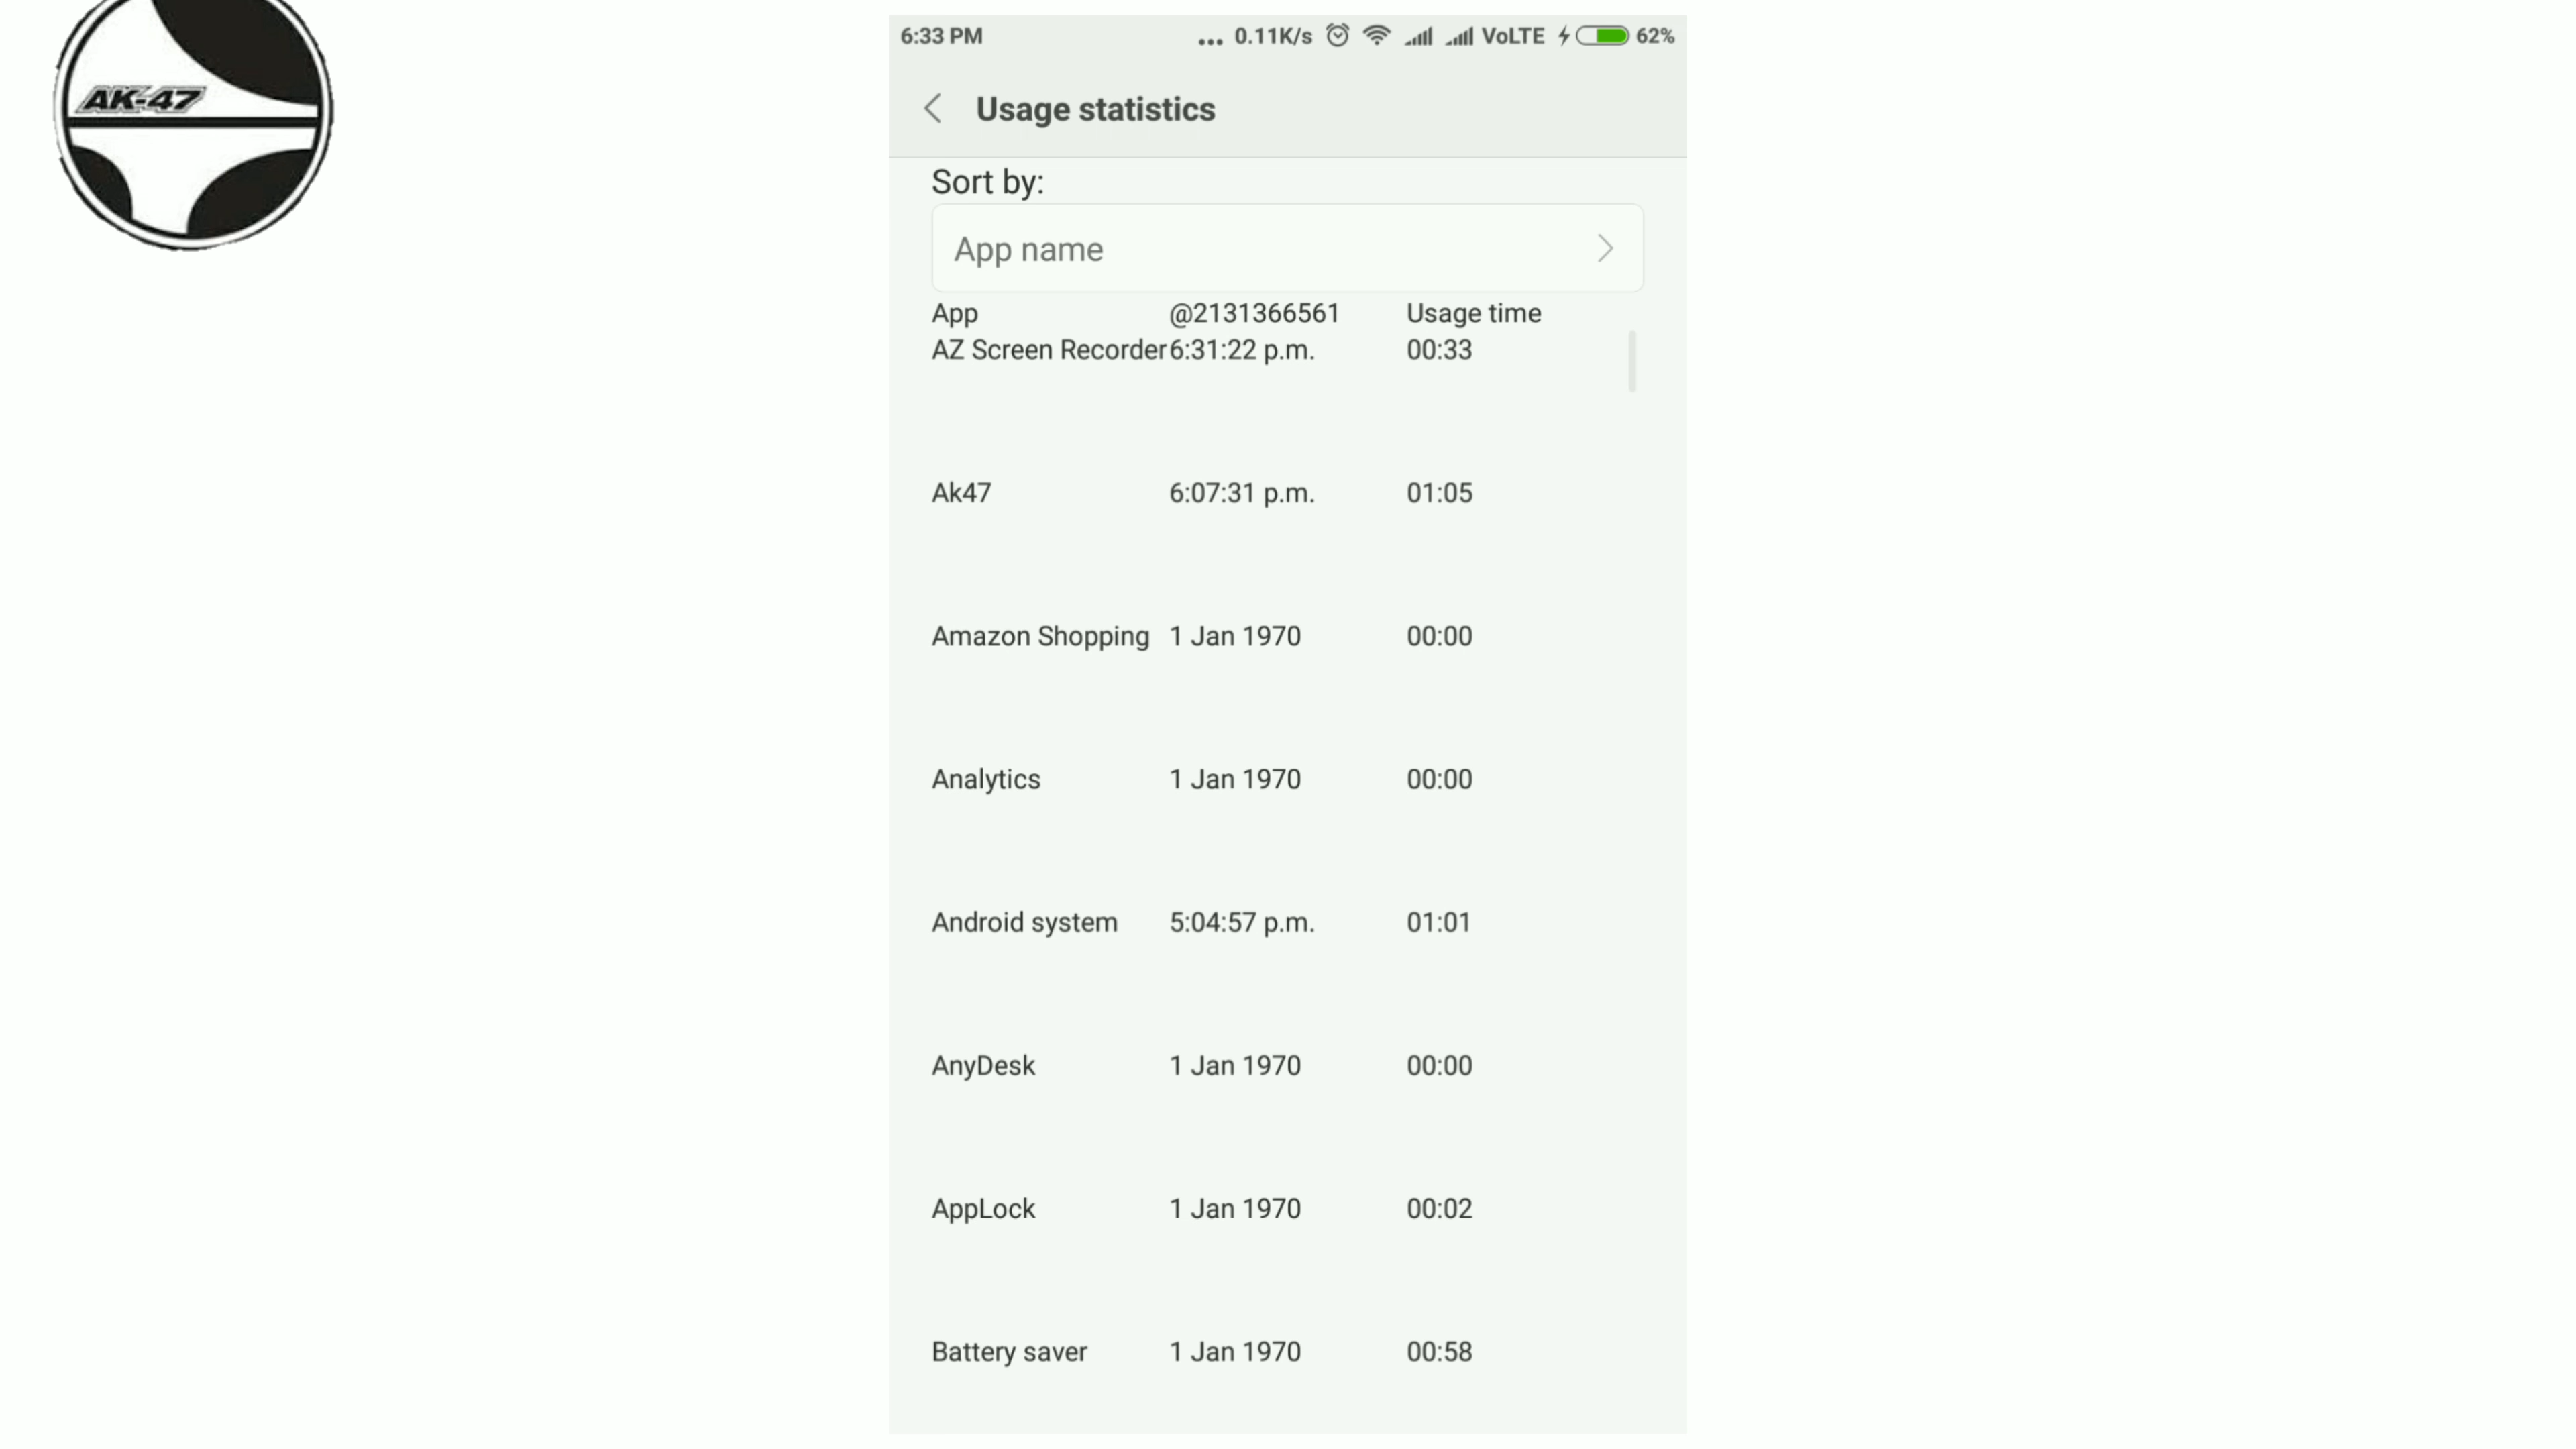 AK-47
6:33 PM ... 0.11K/s VoLTE 62%
Usage statistics
Sort by:
App name
App @2131366561 Usage time
AZ Screen Recorder 6:31:22 p.m. 00:33
Ak47 6:07:31 p.m. 01:05
Amazon Shopping 1 Jan 1970 00:00
Analytics 1 Jan 1970 00:00
Android system 5:04:57 p.m. 01:01
AnyDesk 1 Jan 1970 00:00
AppLock 1 Jan 1970 00:02
Battery saver 1 Jan 1970 00:58